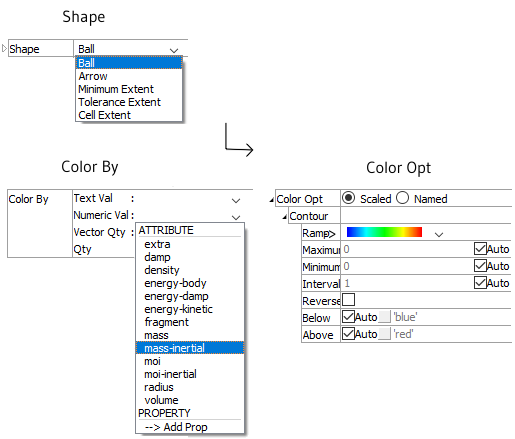 Shape
Shape Ball
Ball
Arrow
Minimum Extent
Tolerance Extent
Cell Extent
Color By
Color By Text Val :
Numeric Val :
Vector Qty :
Qty
ATTRIBUTE
extra
damp
density
energy-body
energy-damp
energy-kinetic
fragment
mass
mass-inertial
moi
moi-inertial
radius
volume
PROPERTY
--> Add Prop
Color Opt
Color Opt Scaled Named
Contour
Ramp
Maximu 0 Auto
Minimum 0 Auto
Interval 1 Auto
Reverse
Below Auto 'blue'
Above Auto 'red'